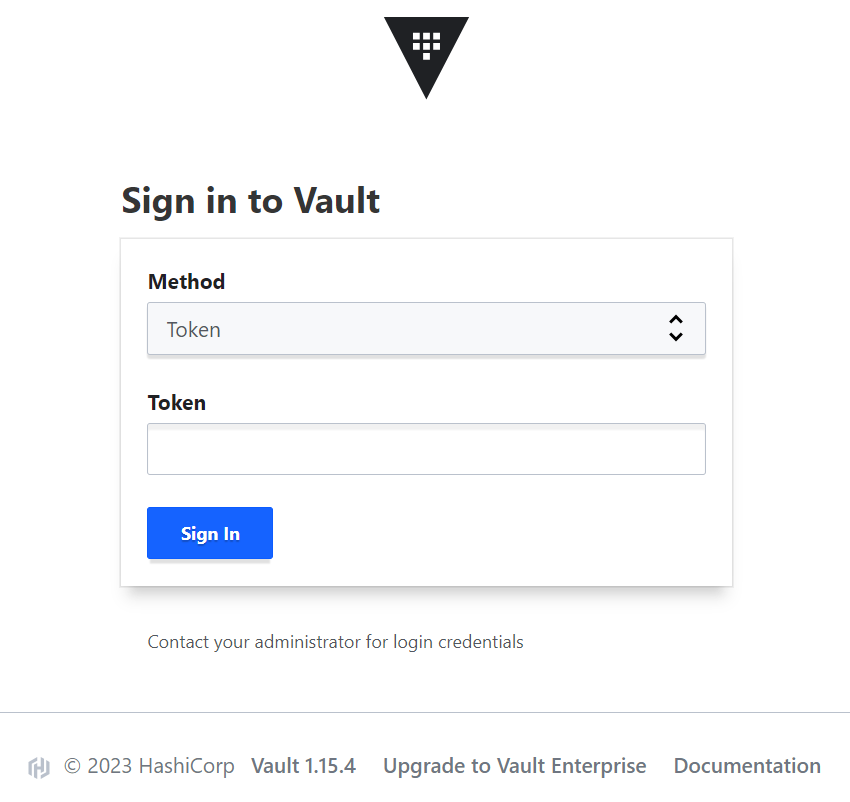 Sign in to Vault
Method
Token
Token
Sign In
Contact your administrator for login credentials
© 2023 HashiCorp Vault 1.15.4 Upgrade to Vault Enterprise Documentation